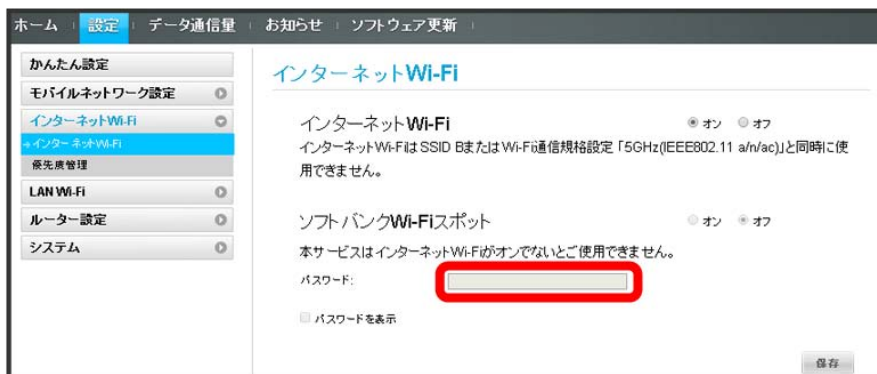 ホーム 設定 データ通信量 お知らせ ソフトウェア更新
かんたん設定
モバイルネットワーク設定
インターネットWi-Fi
インターネットWi-Fi
優先度管理
LAN Wi-Fi
ルーター設定
システム
インターネットWi-Fi
インターネットWi-Fi オン オフ
インターネットWi-FiはSSID BまたはWi-Fi通信規格設定「5GHz(IEEE802.11 a/n/ac)」と同時に使
用できません。
ソフトバンクWi-Fiスポット オン オフ
本サービスはインターネットWi-Fiがオンでないとご使用できません。
パスワード:
パスワードを表示
保存